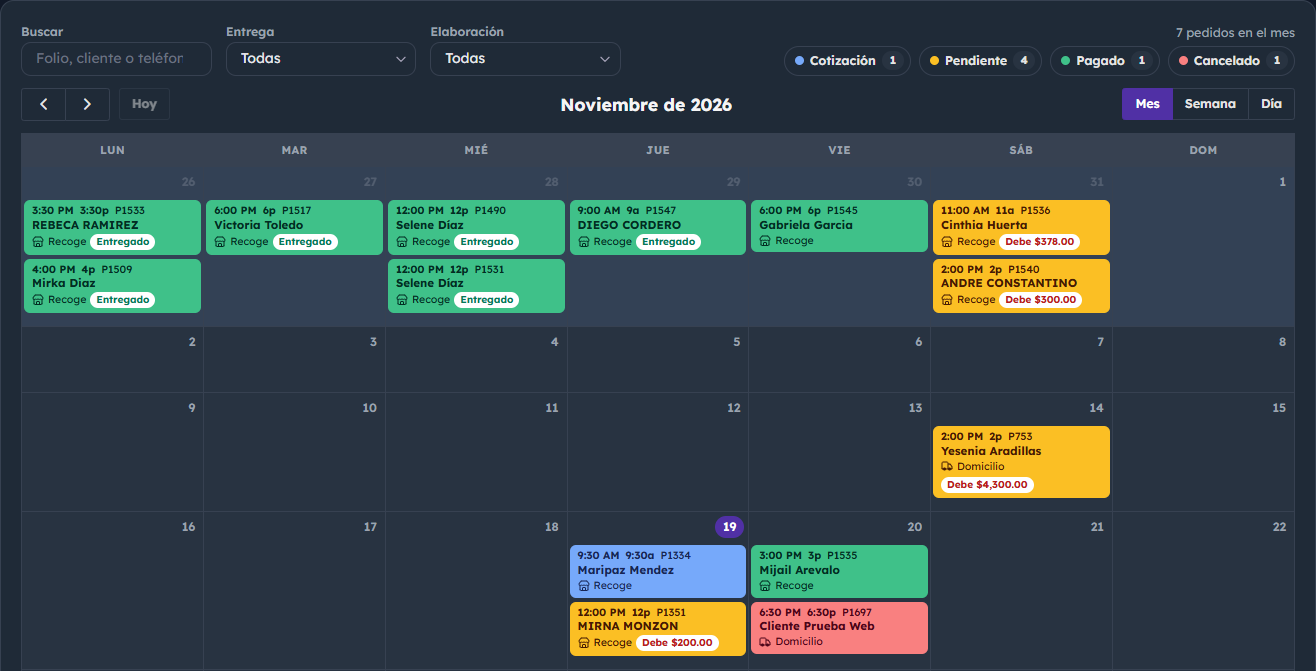 Buscar
Entrega
Elaboración
7 pedidos en el mes
Folio, cliente o teléfor
Todas
Todas
Cotización 1
Pendiente 4
Pagado 1
Cancelado 1
Hoy
Noviembre de 2026
Mes
Semana
Día
LUN MAR MIÉ JUE VIE SÁB DOM
26 27 28 29 30 31 1
3:30 PM 3:30p P1533
REBECA RAMIREZ
Recoge Entregado
4:00 PM 4p P1509
Mirka Diaz
Recoge Entregado
6:00 PM 6p P1517
Victoria Toledo
Recoge Entregado
12:00 PM 12p P1490
Selene Díaz
Recoge Entregado
12:00 PM 12p P1531
Selene Díaz
Recoge Entregado
9:00 AM 9a P1547
DIEGO CORDERO
Recoge Entregado
6:00 PM 6p P1545
Gabriela Garcia
Recoge
11:00 AM 11a P1536
Cinthia Huerta
Recoge Debe $378.00
2:00 PM 2p P1540
ANDRE CONSTANTINO
Recoge Debe $300.00
2 3 4 5 6 7 8
9 10 11 12 13 14 15
2:00 PM 2p P753
Yesenia Aradillas
Domicilio
Debe $4,300.00
16 17 18 19 20 21 22
9:30 AM 9:30a P1334
Maripaz Mendez
Recoge
12:00 PM 12p P1351
MIRNA MONZON
Recoge Debe $200.00
3:00 PM 3p P1535
Mijail Arevalo
Recoge
6:30 PM 6:30p P1697
Cliente Prueba Web
Domicilio